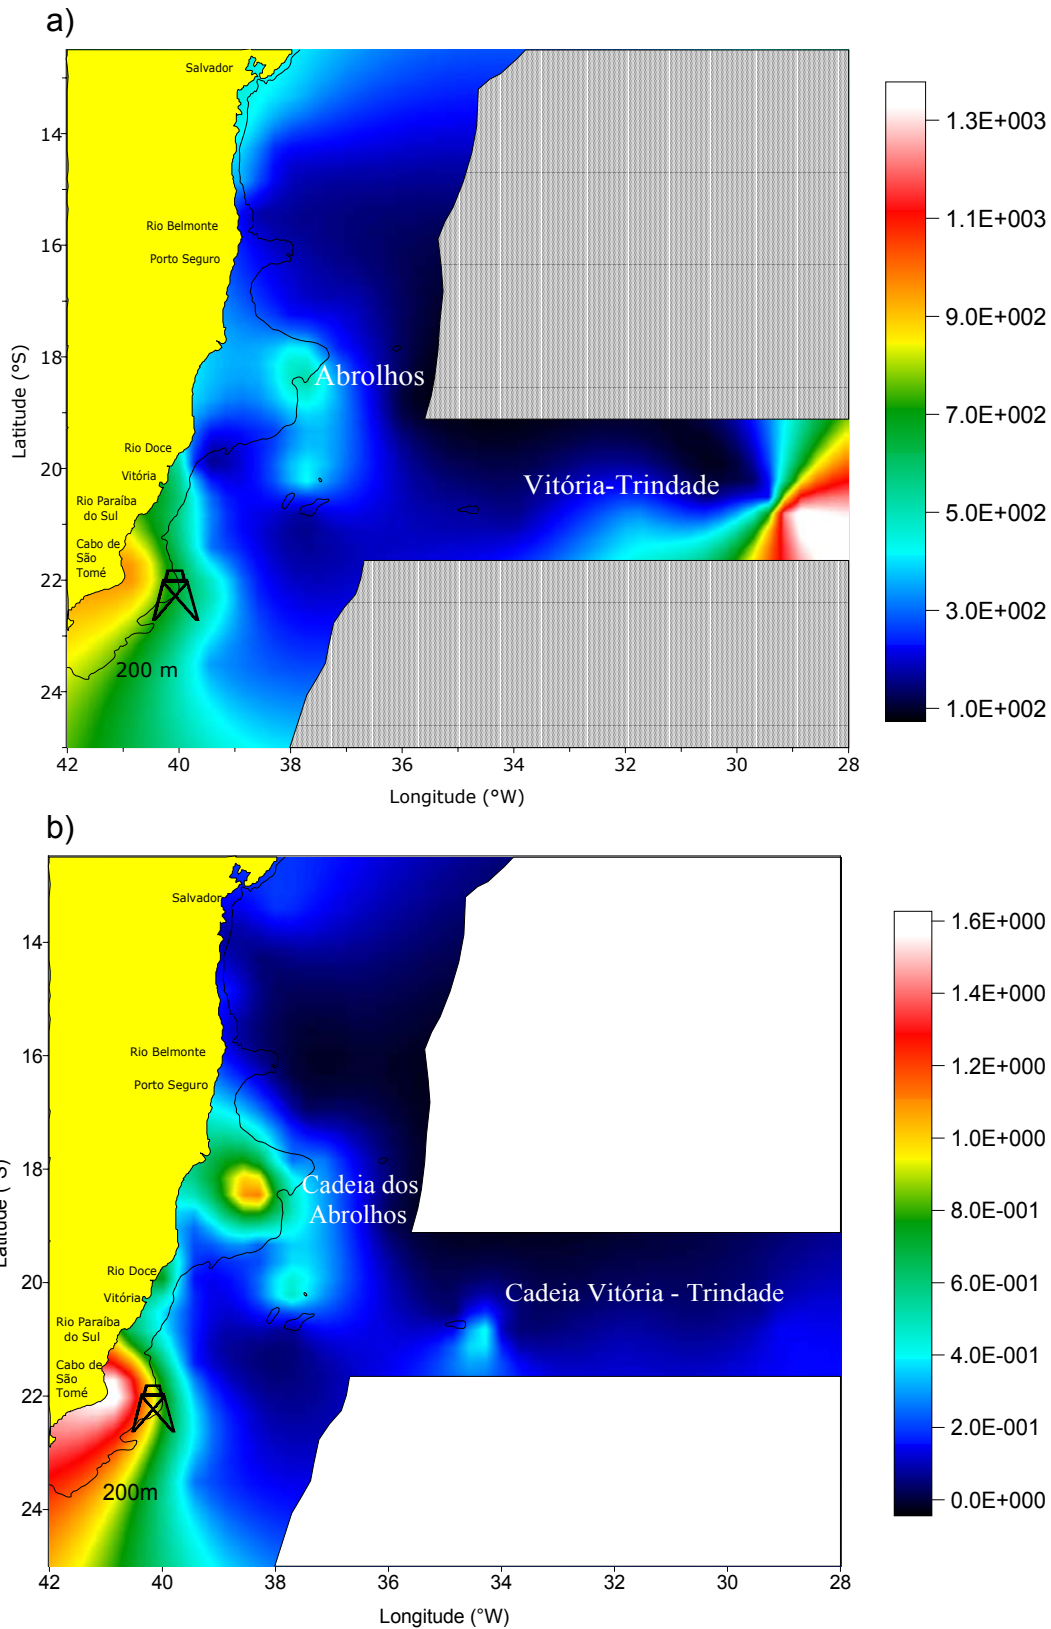 a)
Salvador
14
Rio Belmonte
16
Porto Seguro
18
Abrolhos
Rio Doce
20
Vitória
Vitória-Trindade
Rio Paraíba
do Sul
Cabo de
São
Tomé
22
200 m
24
Latitude (°S)
42
40
38
36
34
32
30
28
Longitude (°W)
1.3E+003
1.1E+003
9.0E+002
7.0E+002
5.0E+002
3.0E+002
1.0E+002
b)
Salvador
14
Rio Belmonte
16
Porto Seguro
18
Cadeia dos
Abrolhos
Rio Doce
20
Vitória
Cadeia Vitória - Trindade
Rio Paraíba
do Sul
Cabo de
São
Tomé
22
200m
24
Latitude (°S)
42
40
38
36
34
32
30
28
Longitude (°W)
1.6E+000
1.4E+000
1.2E+000
1.0E+000
8.0E-001
6.0E-001
4.0E-001
2.0E-001
0.0E+000